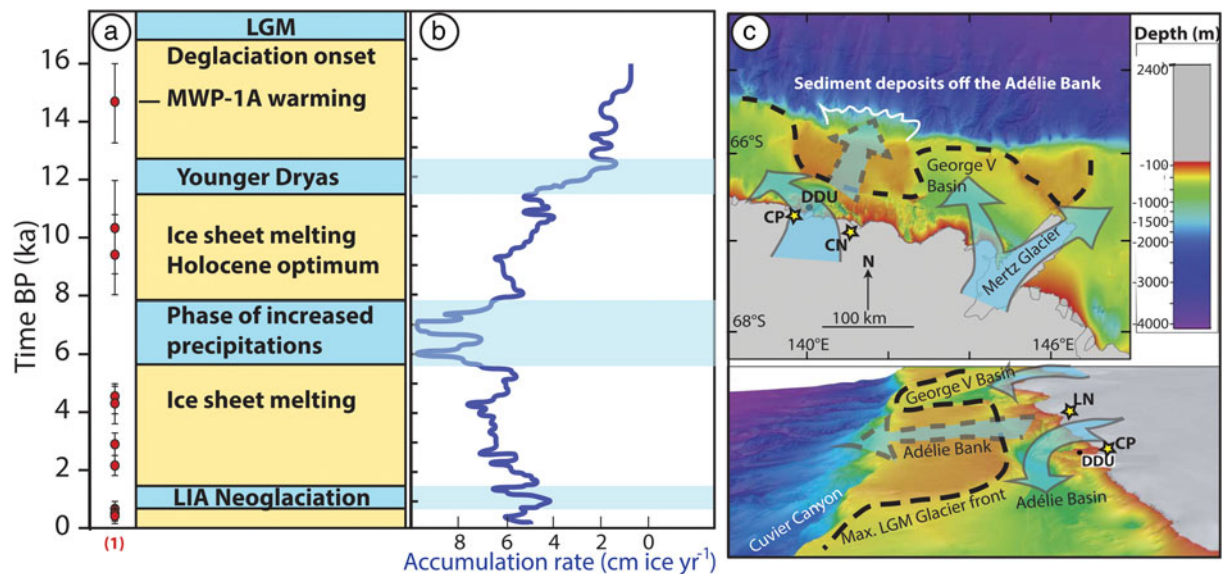 a
LGM
Deglaciation onset
MWP-1A warming
Younger Dryas
Ice sheet melting
Holocene optimum
Phase of increased
precipitations
Ice sheet melting
LIA Neoglaciation
Time BP (ka)
16
14
12
10
8
6
4
2
0
(1)
b
8
6
4
2
0
Accumulation rate (cm ice yr-1)
c
Sediment deposits off the Adélie Bank
66°S
George V
Basin
DDU
CP
CN
N
Mertz Glacier
100 km
68°S
140°E
146°E
Depth (m)
2400
-100
-1000
-1500
-2000
-3000
-4000
George V Basin
LN
Adélie Bank
CP
DDU
Adélie Basin
Max. LGM Glacier front
Cuvier Canyon